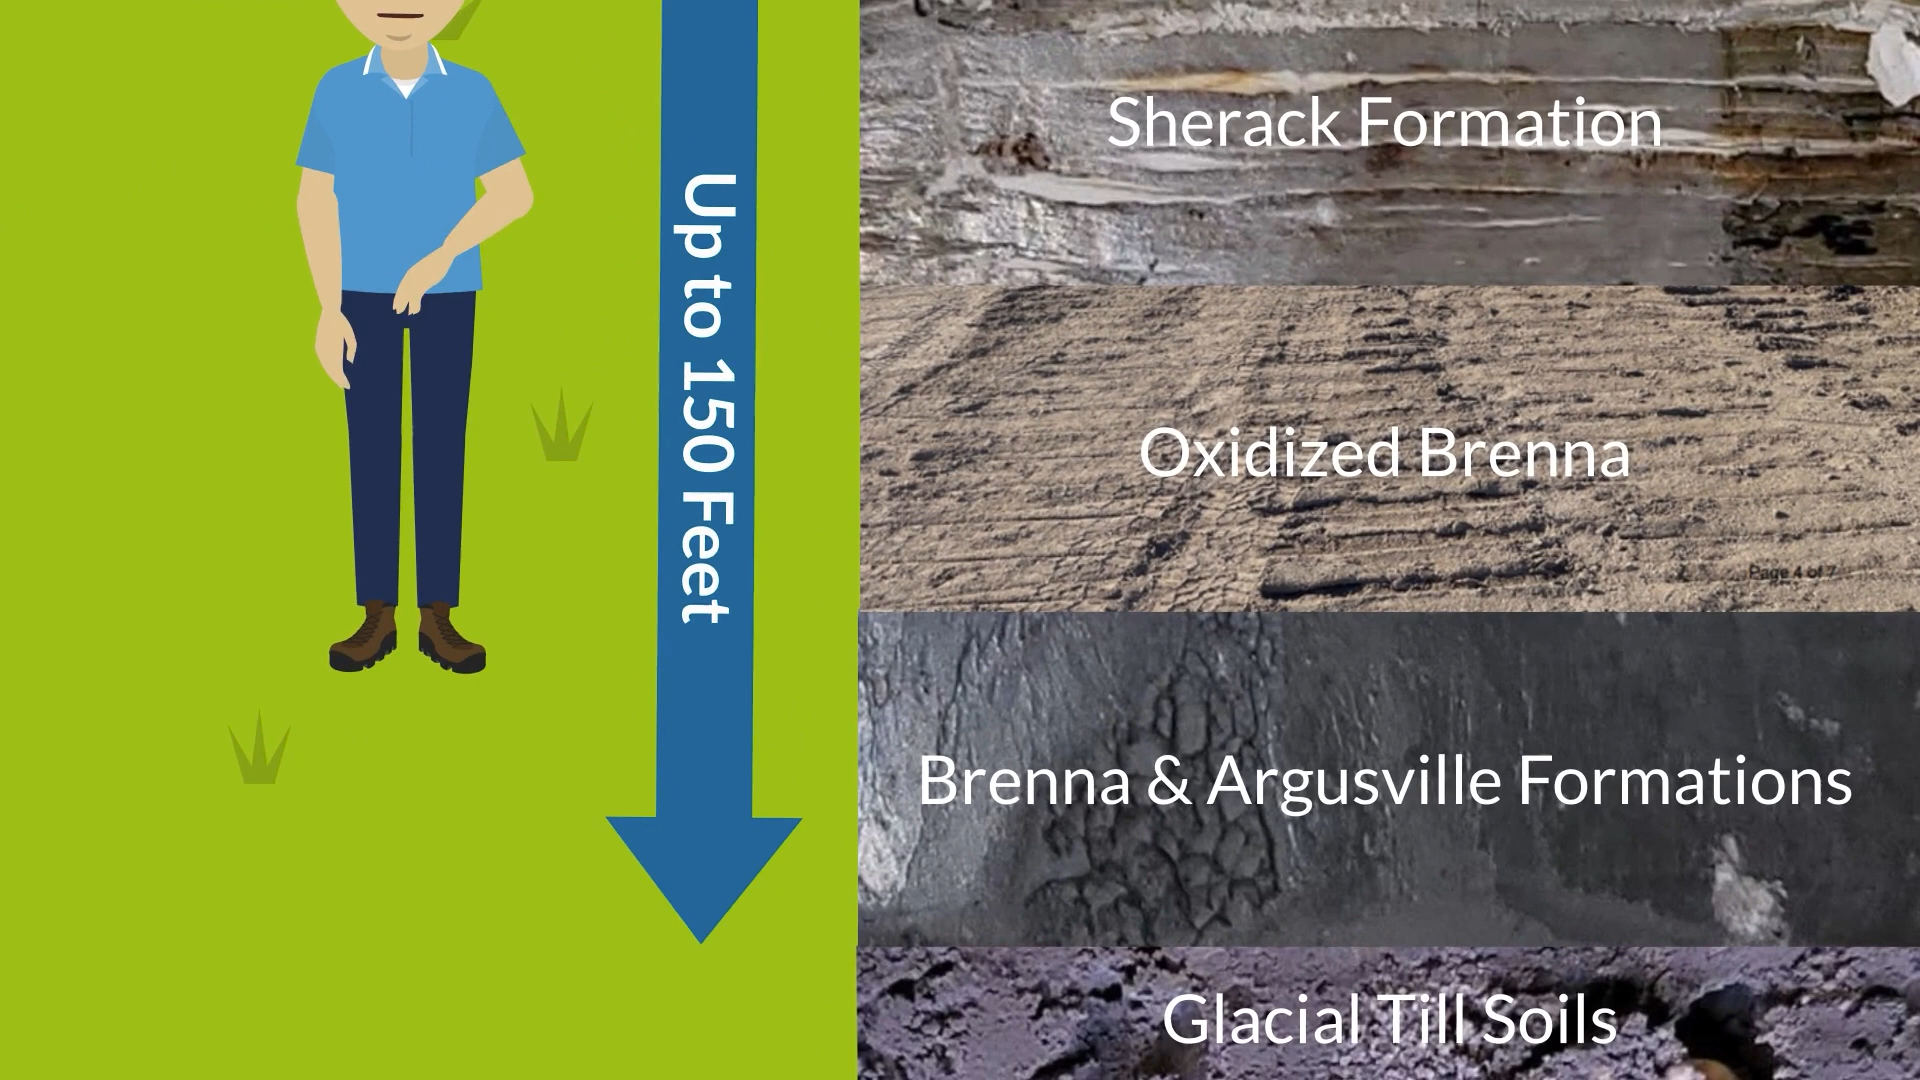 Up to 150 Feet
Sherack Formation
Oxidized Brenna
Page 4 of 7
Brenna & Argusville Formations
Glacial Till Soils